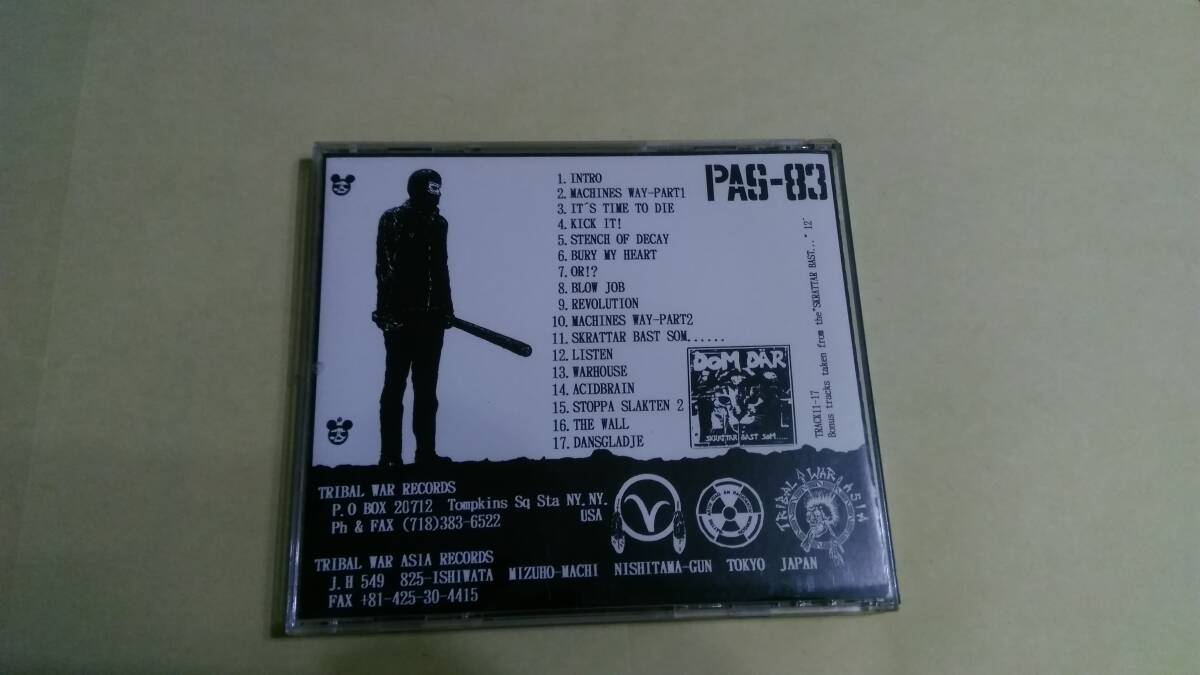 PAS-83
1. INTRO
2. MACHINES WAY-PART1
3. IT´S TIME TO DIE
4. KICK IT!
5. STENCH OF DECAY
6. BURY MY HEART
7. OR!?
8. BLOW JOB
9. REVOLUTION
10. MACHINES WAY-PART2
11. SKRATTAR BAST SOM......
12. LISTEN
13. WARHOUSE
14. ACIDBRAIN
15. STOPPA SLAKTEN 2
16. THE WALL
17. DANSGLADJE
DOM DÄR
SKRATTAR BAST SOM....
TRACK11-17
Bonus tracks taken from the"SKRATTAR BAST..." 12´
TRIBAL WAR RECORDS
P.O BOX 20712 Tompkins Sq Sta NY.NY.
USA
Ph & FAX (718)383-6522
TRIBAL WAR ASIA RECORDS
J.H 549 825-ISHIWATA MIZUHO-MACHI NISHITAMA-GUN TOKYO JAPAN
FAX +81-425-30-4415
TRIBAL WAR ASIA